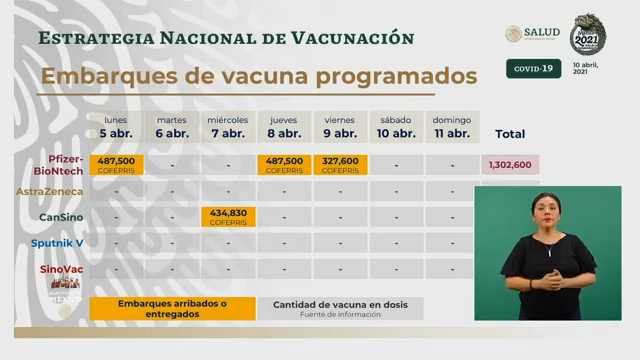 ESTRATEGIA NACIONAL DE VACUNACIÓN
SALUD
2021
Embarques de vacuna programados
COVID-19
10 abril,
2021
lunes martes miércoles jueves viernes sábado domingo
5 abr. 6 abr. 7 abr. 8 abr. 9 abr. 10 abr. 11 abr. Total
Pfizer-
BioNtech
487,500 - - 487,500 327,600 - - 1,302,600
COFEPRIS COFEPRIS COFEPRIS
AstraZeneca - - - - - - -
CanSino - - 434,830 - - - -
COFEPRIS
Sputnik V - - - - - - -
SinoVac - - - - - - -
MÉXICO
Embarques arribados o
entregados
Cantidad de vacuna en dosis
Fuente de información.